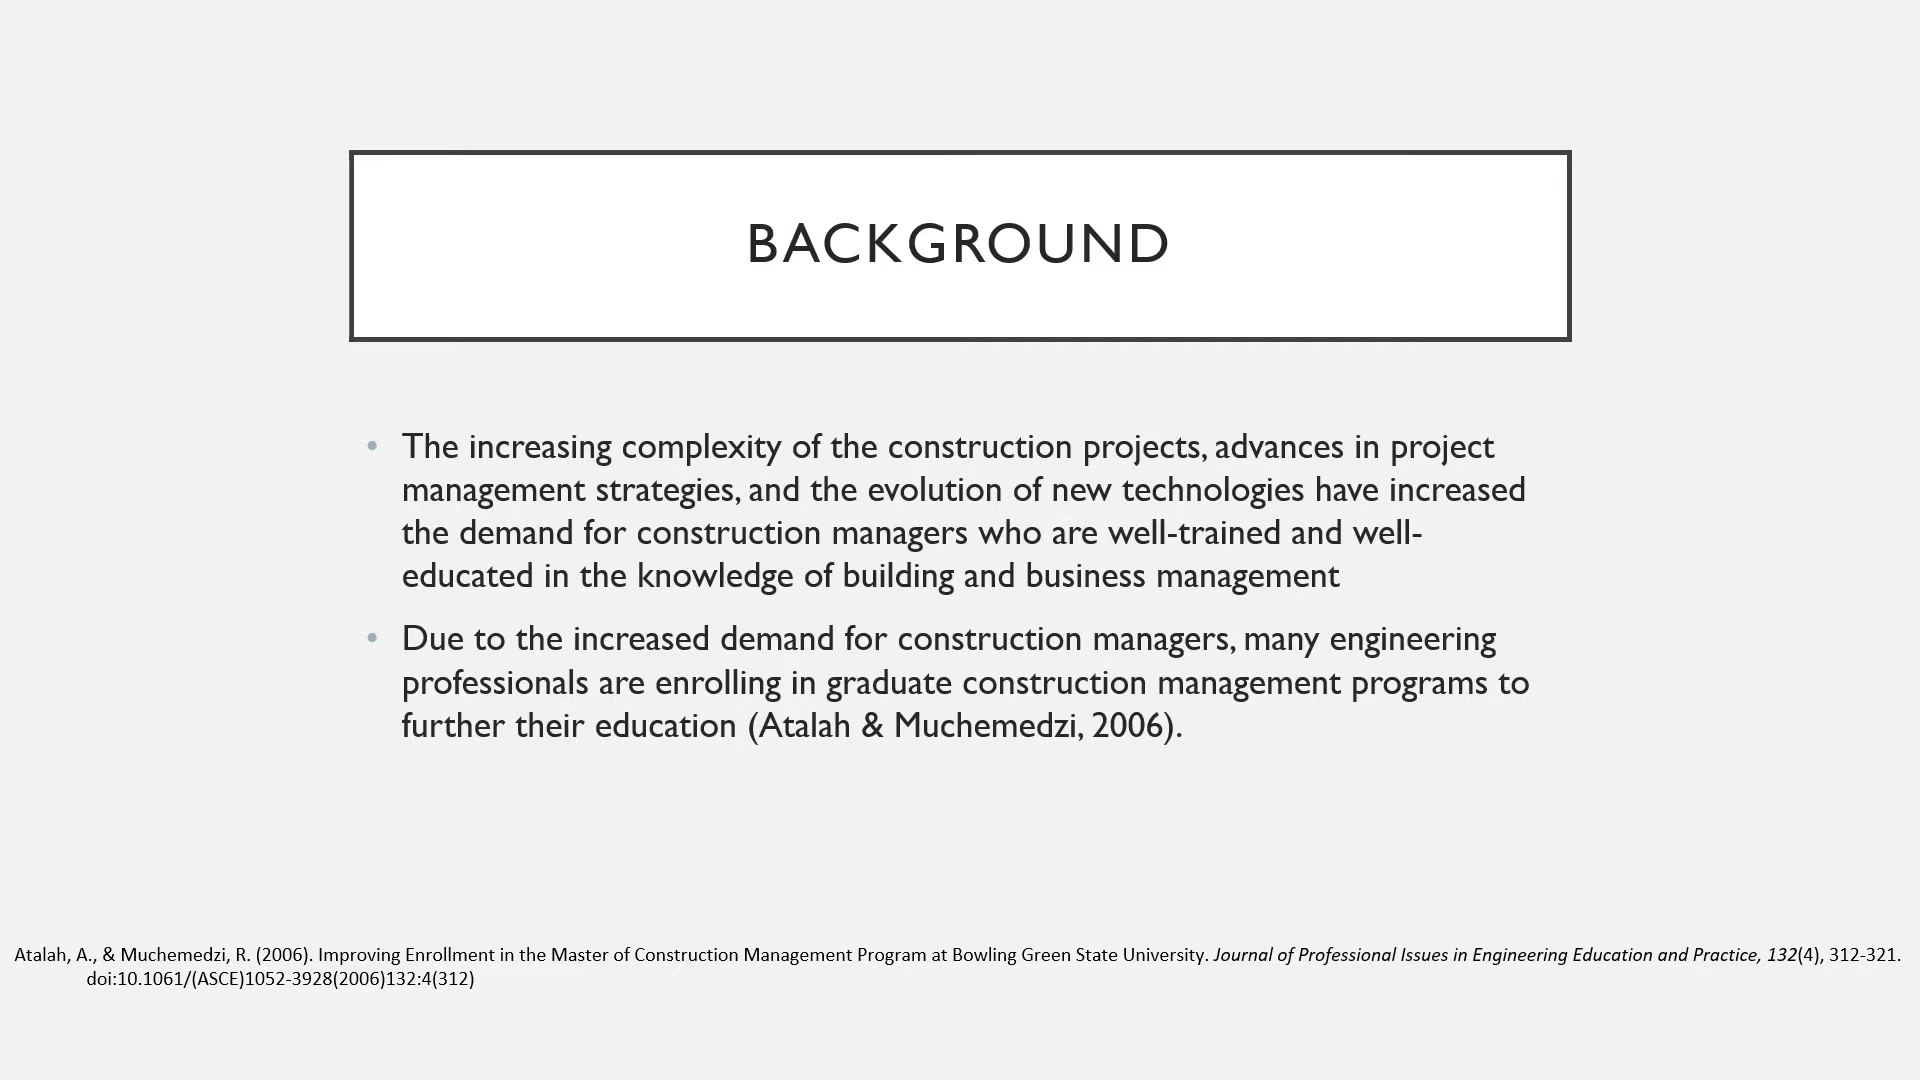 BACKGROUND
• The increasing complexity of the construction projects, advances in project
management strategies, and the evolution of new technologies have increased
the demand for construction managers who are well-trained and well-
educated in the knowledge of building and business management
• Due to the increased demand for construction managers, many engineering
professionals are enrolling in graduate construction management programs to
further their education (Atalah & Muchemedzi, 2006).
Atalah, A., & Muchemedzi, R. (2006). Improving Enrollment in the Master of Construction Management Program at Bowling Green State University. Journal of Professional Issues in Engineering Education and Practice, 132(4), 312-321.
doi:10.1061/(ASCE)1052-3928(2006)132:4(312)